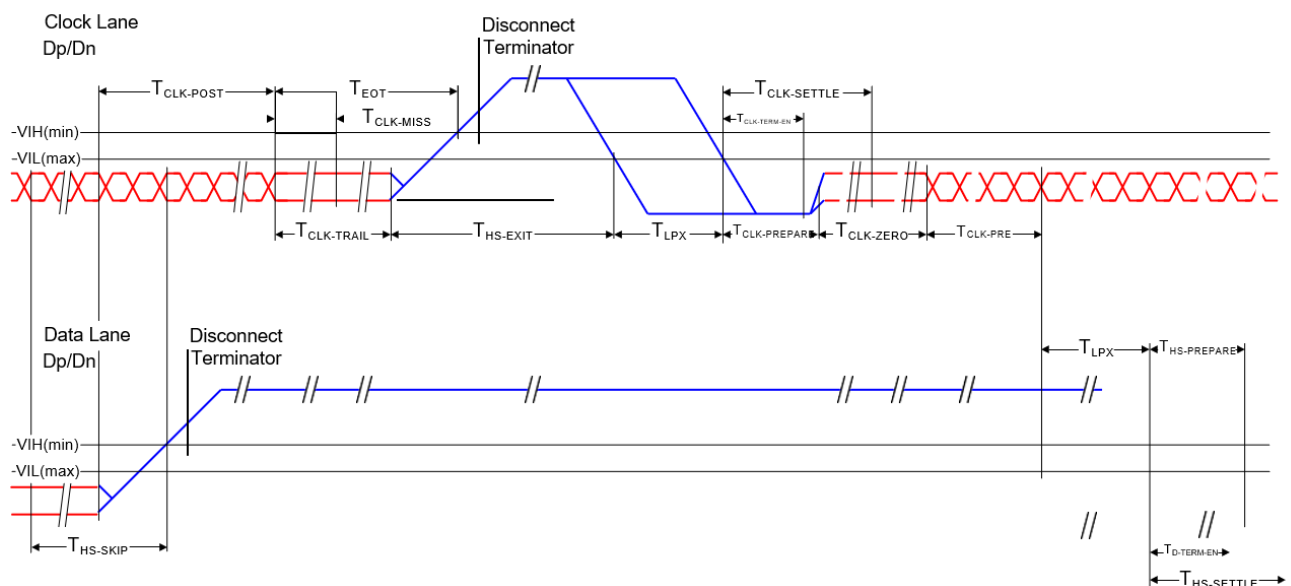 Clock Lane
Dp/Dn
Disconnect
Terminator
TCLK-POST
TEOT
TCLK-SETTLE
TCLK-MISS
TCLK-TERM-EN
-VIH(min)
-VIL(max)
TCLK-TRAIL
THS-EXIT
TLPX
TCLK-PREPARE
TCLK-ZERO
TCLK-PRE
Data Lane
Dp/Dn
Disconnect
Terminator
TLPX
THS-PREPARE
-VIH(min)
-VIL(max)
THS-SKIP
TD-TERM-EN
THS-SETTLE